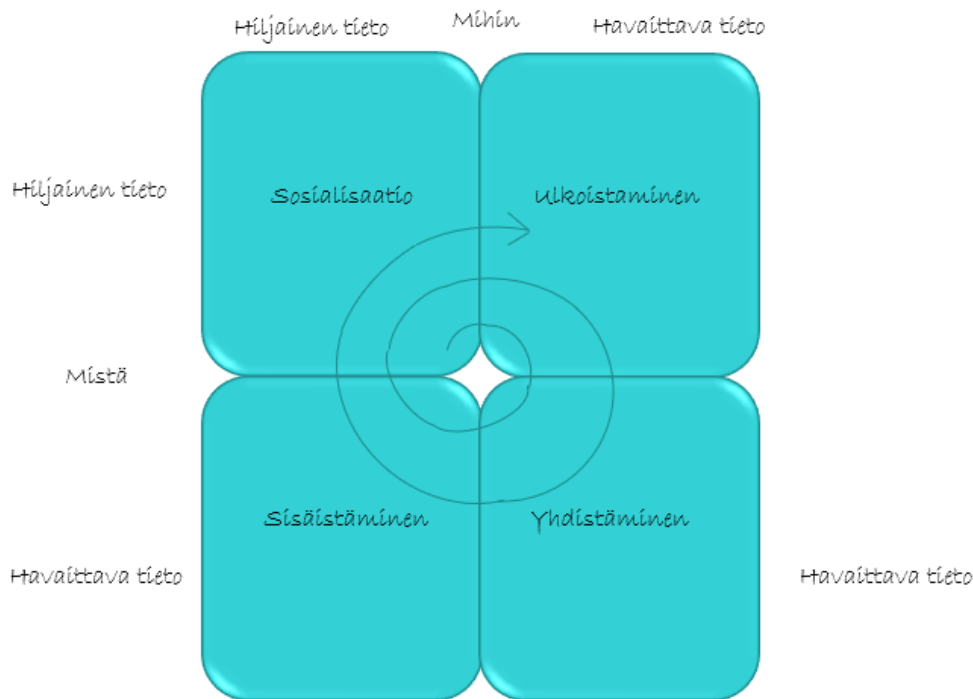 Hiljainen tieto Mihin Havaittava tieto
Hiljainen tieto Sosialisaatio Ulkoistaminen
Mistä
Sisäistäminen Yhdistäminen
Havaittava tieto Havaittava tieto